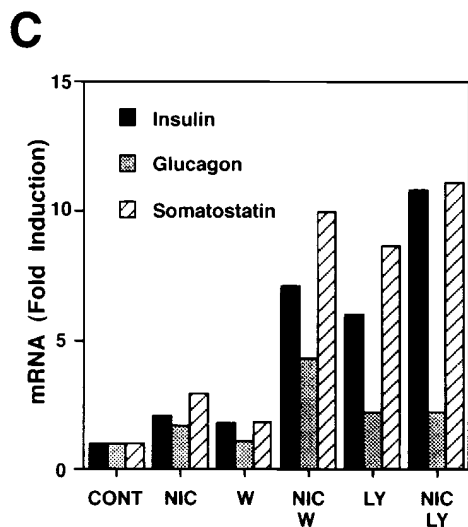 C
15
10
5
0
mRNA (Fold Induction)
Insulin
Glucagon
Somatostatin
CONT NIC W NIC LY NIC
W LY